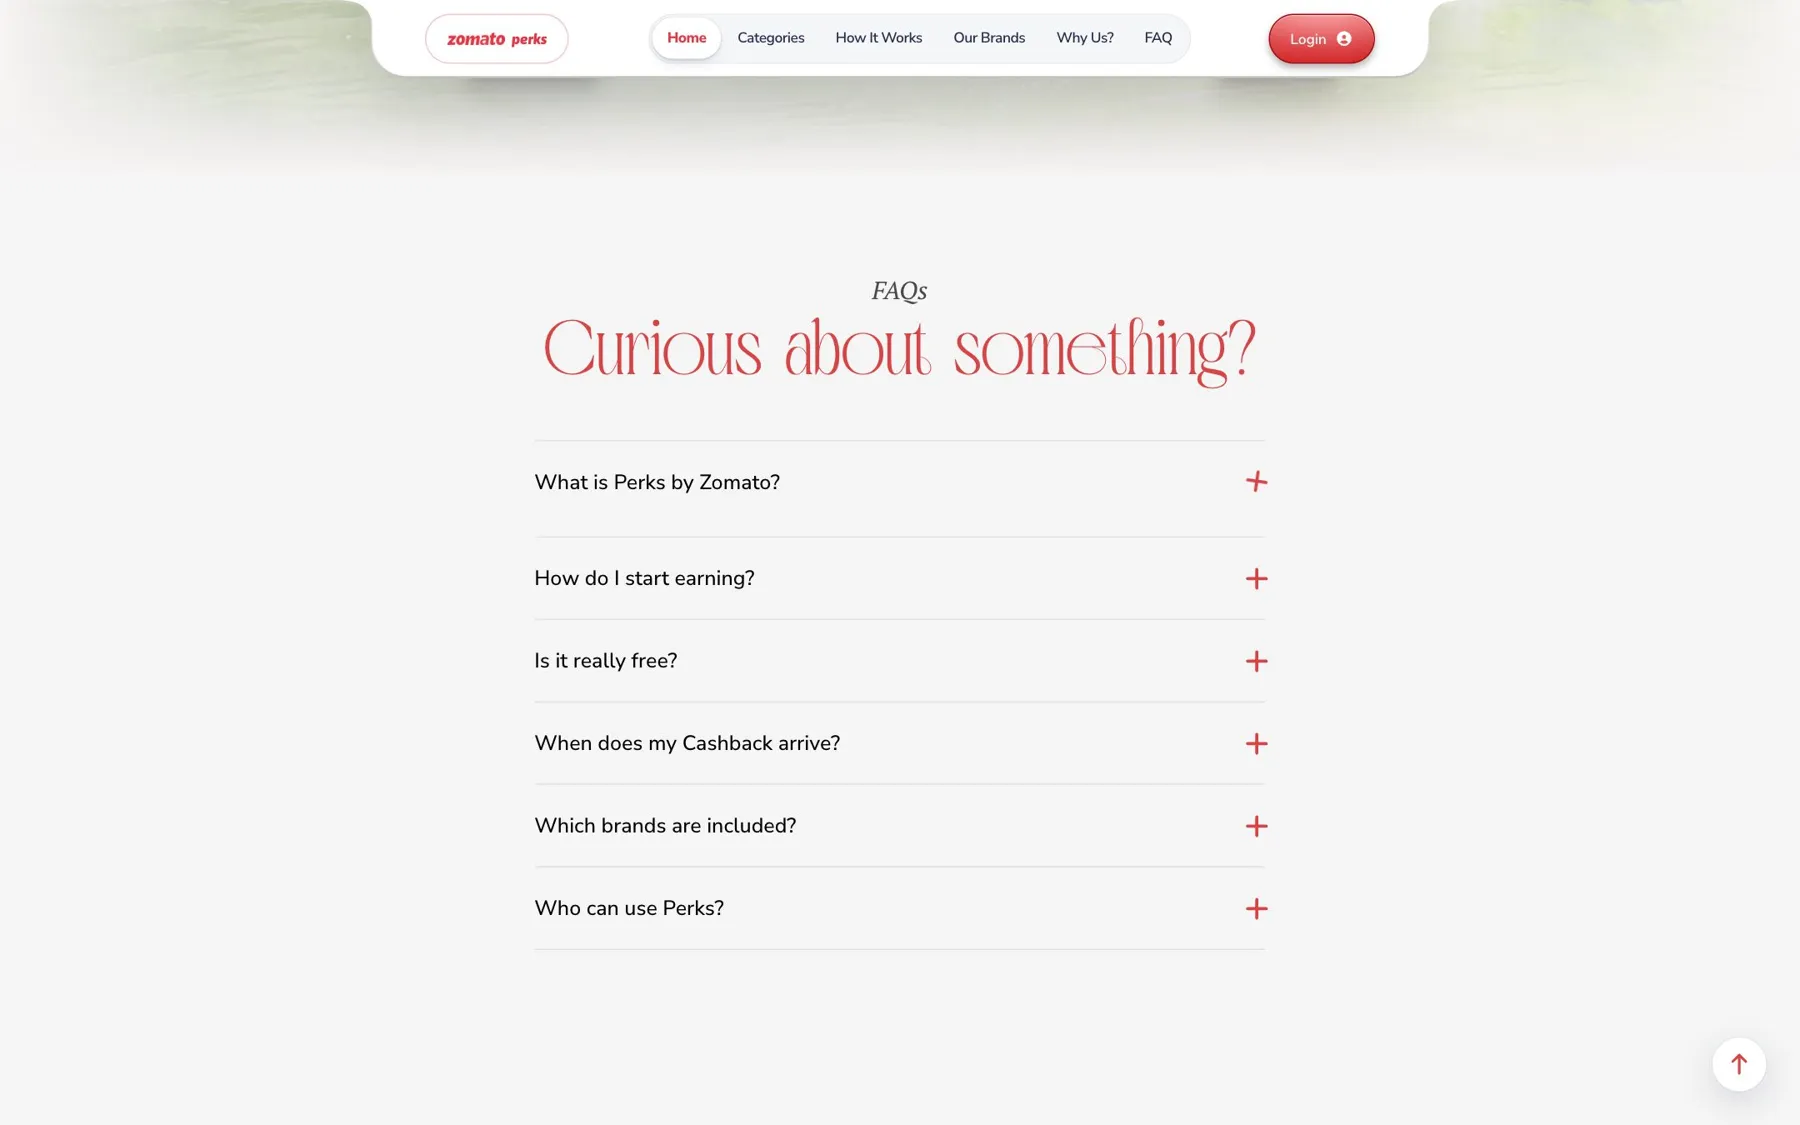 zomato perks
Home
Categories
How It Works
Our Brands
Why Us?
FAQ
Login
FAQs
Curious about something?
What is Perks by Zomato?
How do I start earning?
Is it really free?
When does my Cashback arrive?
Which brands are included?
Who can use Perks?